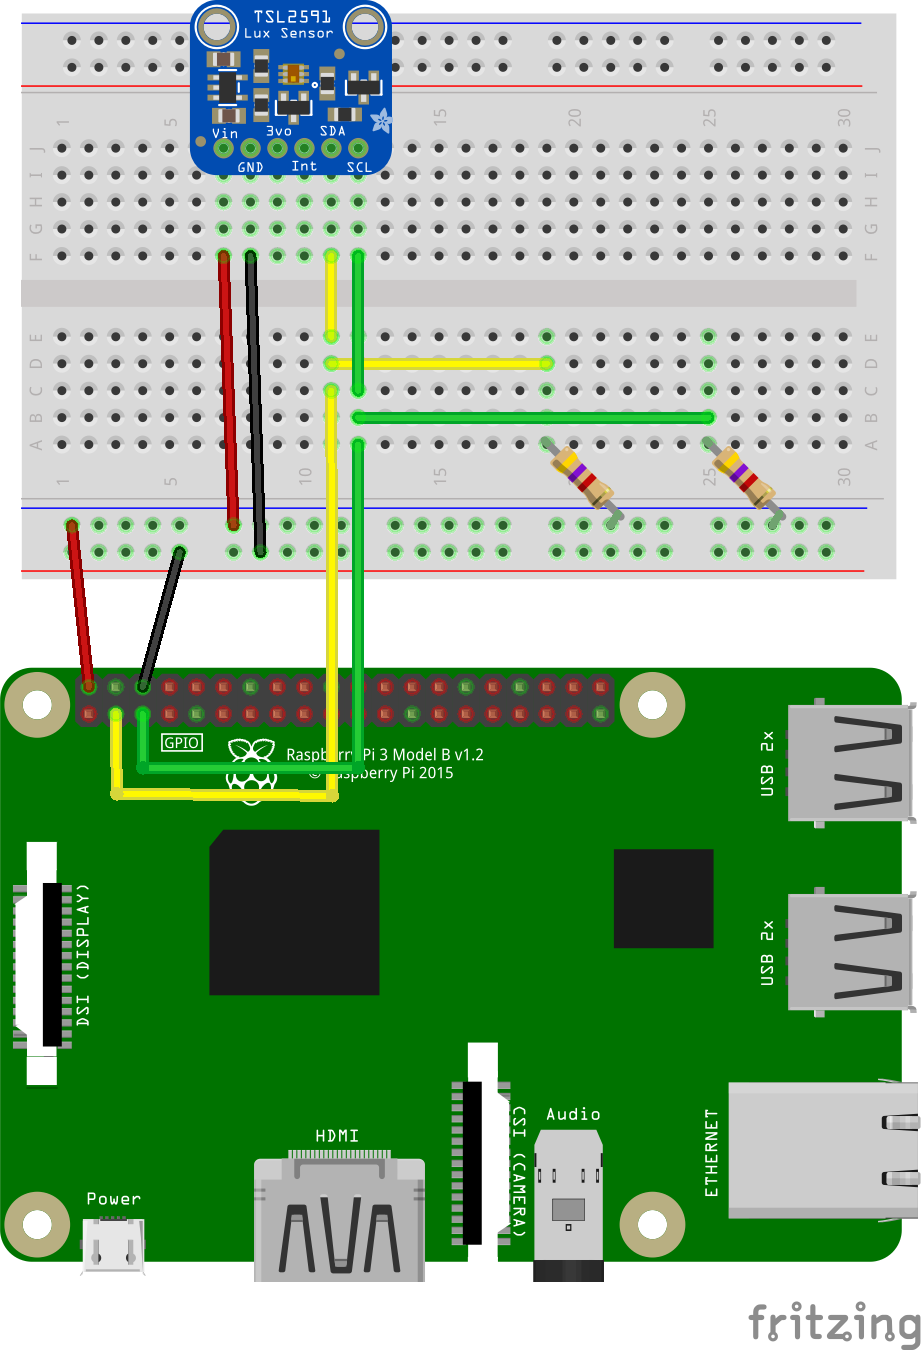 TSL2591
Lux Sensor
Vin 3vo SDA
GND Int SCL
1 5 15 20 25 30
J J
I I
H H
G G
F F
E E
D D
C C
B B
A A
1 5 10 15 25 30
GPIO
Raspberry Pi 3 Model B v1.2
© Raspberry Pi 2015
USB 2x
USB 2x
DSI (DISPLAY)
CSI (CAMERA)
Audio
ETHERNET
HDMI
Power
fritzing